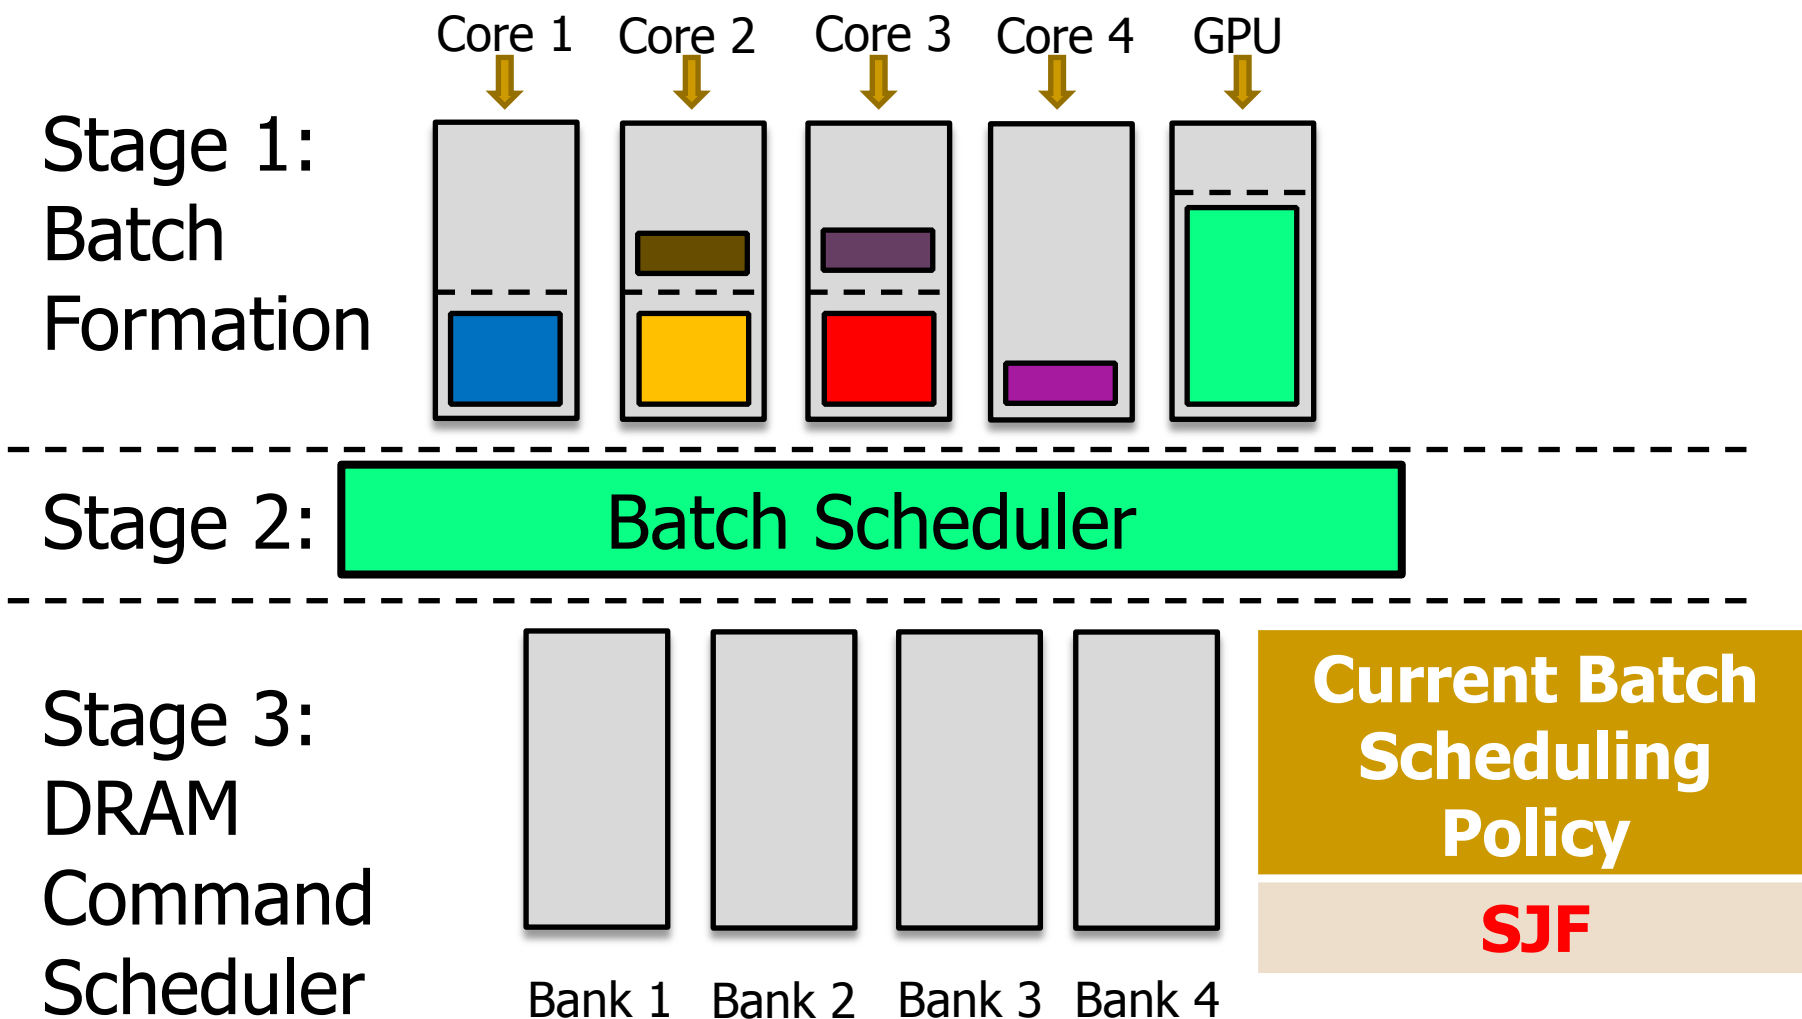 Core 1
Core 2
Core 3
Core 4
GPU
Stage 1:
Batch
Formation
Stage 2:
Batch Scheduler
Stage 3:
DRAM
Command
Scheduler
Current Batch
Scheduling
Policy
SJF
Bank 1
Bank 2
Bank 3
Bank 4